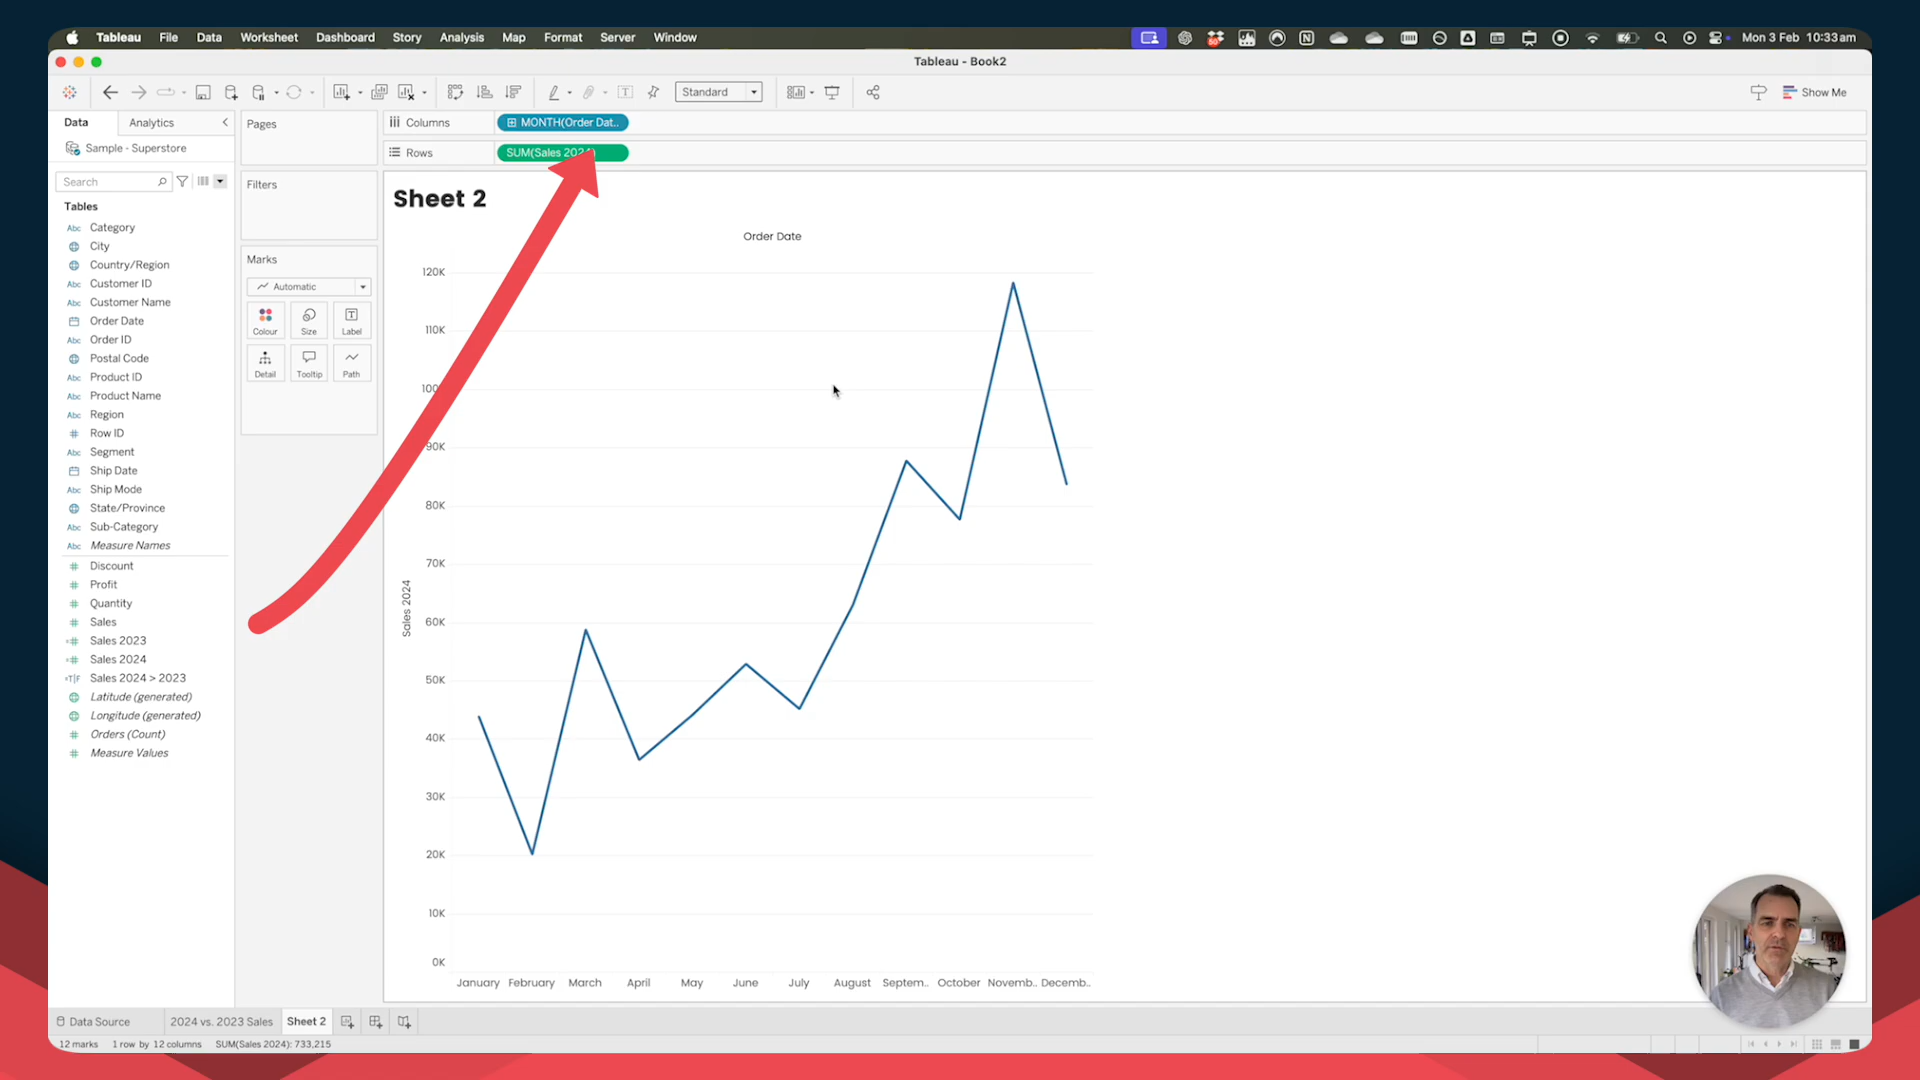 Tableau File Data Worksheet Dashboard Story Analysis Map Format Server Window Mon 3 Feb 10:33 am
Tableau - Book2
Standard Show Me
Data Analytics
Sample - Superstore
Search
Tables
Category
City
Country/Region
Customer ID
Customer Name
Order Date
Order ID
Postal Code
Product ID
Product Name
Region
Row ID
Segment
Ship Date
Ship Mode
State/Province
Sub-Category
Measure Names
Discount
Profit
Quantity
Sales
Sales 2023
Sales 2024
Sales 2024 > 2023
Latitude (generated)
Longitude (generated)
Orders (Count)
Measure Values
Pages
Filters
Marks
Automatic
Colour Size Label
Detail Tooltip Path
Columns MONTH(Order Dat..
Rows SUM(Sales 2024)
Sheet 2
Order Date
120K
110K
90K
80K
70K
60K
50K
40K
30K
20K
10K
0K
Sales 2024
January February March April May June July August Septem.. October Novemb.. Decemb..
Data Source 2024 vs. 2023 Sales Sheet 2
12 marks 1 row by 12 columns SUM(Sales 2024): 733,215